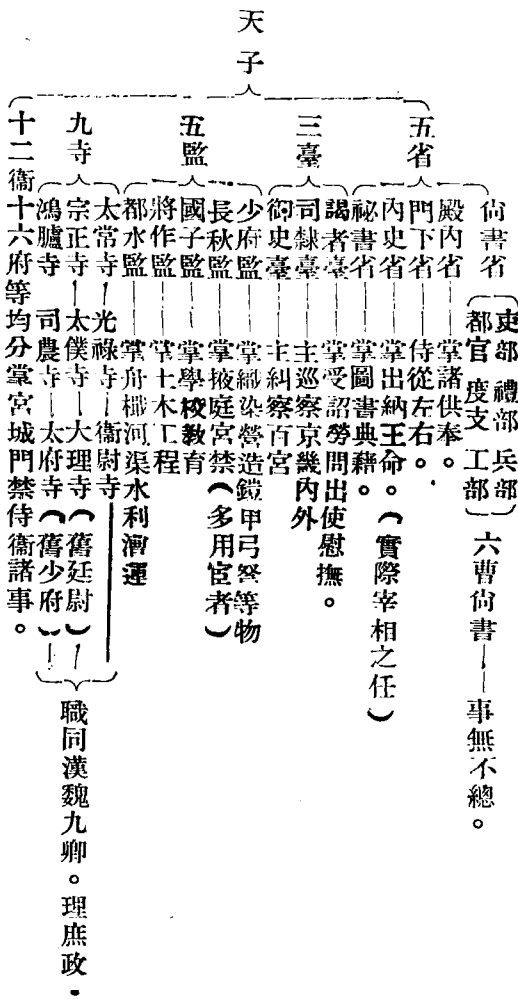 天子
五省
尙書省
吏部 禮部 兵部
都官 度支 工部
六曹尙書——事無不總。
殿內省——掌諸供奉。
門下省——侍從左右。
內史省——掌出納王命。(實際宰相之任)
祕書省——掌圖書典籍。
三臺
謁者臺——掌受詔勞問出使慰撫。
司隸臺——主巡察京畿內外
御史臺——主糾察百官
五監
少府監——掌織染營造鎧甲弓弩等物
長秋監——掌掖庭宮禁(多用宦者)
國子監——掌學校敎育
將作監——掌土木工程
都水監——掌舟檝河渠水利漕運
九寺
太常寺—光祿寺—衞尉寺
宗正寺—太僕寺—大理寺(舊廷尉)
鴻臚寺 司農寺—太府寺(舊少府)
職同漢魏九卿。理庶政.
十二衞十六府等均分掌宮城門禁侍衞諸事。